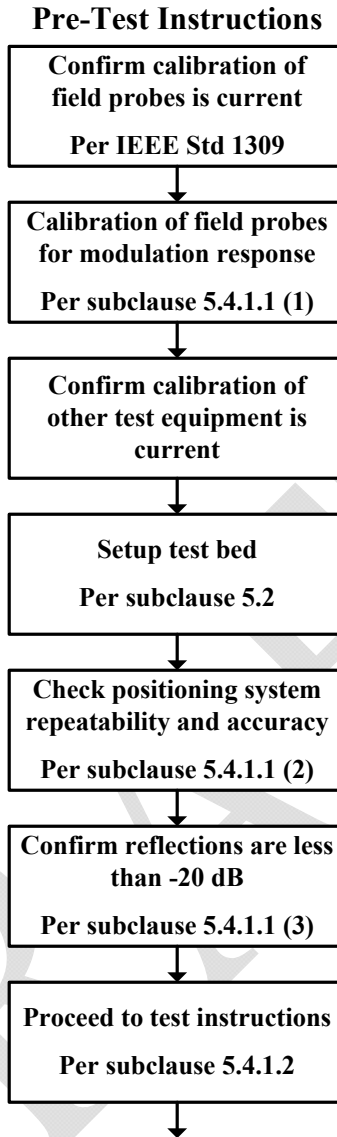 Pre-Test Instructions
Confirm calibration of
field probes is current
Per IEEE Std 1309
Calibration of field probes
for modulation response
Per subclause 5.4.1.1 (1)
Confirm calibration of
other test equipment is
current
Setup test bed
Per subclause 5.2
Check positioning system
repeatability and accuracy
Per subclause 5.4.1.1 (2)
Confirm reflections are less
than -20 dB
Per subclause 5.4.1.1 (3)
Proceed to test instructions
Per subclause 5.4.1.2